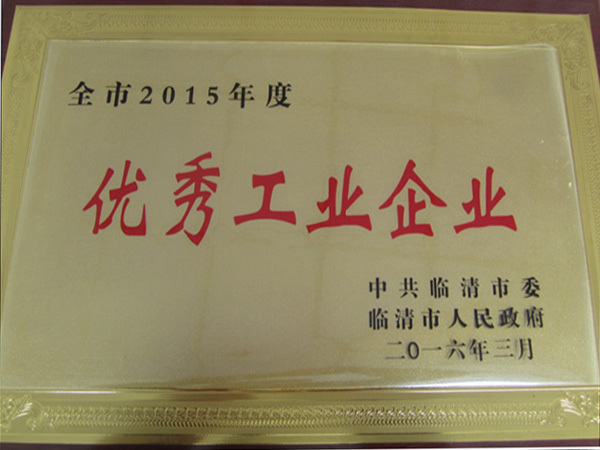 全市2015年度
优秀工业企业
中共临清市委
临清市人民政府
二〇一六年三月